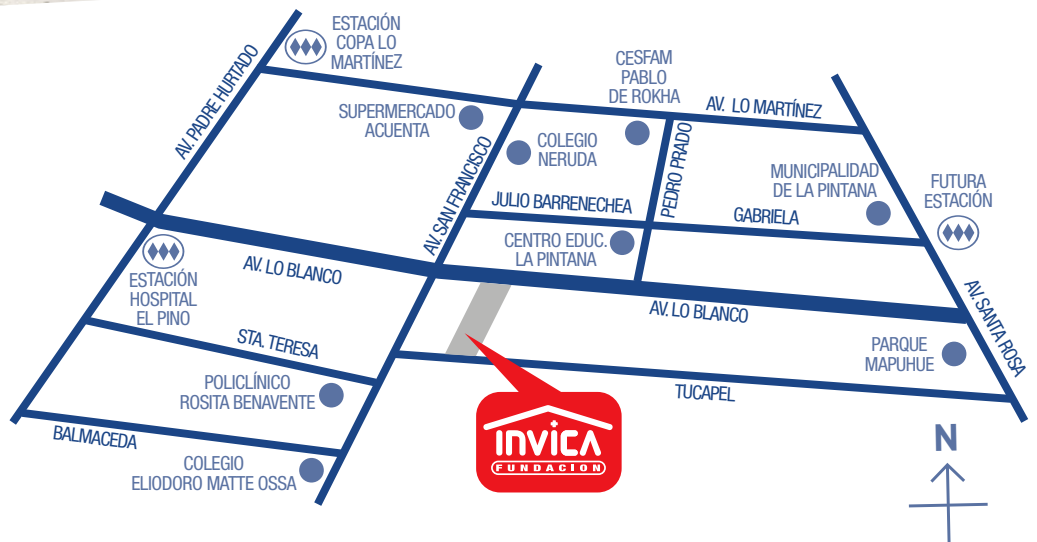 ESTACIÓN
COPA LO
MARTÍNEZ
AV. PADRE HURTADO
SUPERMERCADO
ACUENTA
CESFAM
PABLO
DE ROKHA
AV. LO MARTÍNEZ
COLEGIO
NERUDA
PEDRO PRADO
AV. SAN FRANCISCO
MUNICIPALIDAD
DE LA PINTANA
FUTURA
ESTACIÓN
JULIO BARRENECHEA
GABRIELA
CENTRO EDUC.
LA PINTANA
ESTACIÓN
HOSPITAL
EL PINO
AV. LO BLANCO
AV. LO BLANCO
AV. SANTA ROSA
STA. TERESA
PARQUE
MAPUHUE
POLICLÍNICO
ROSITA BENAVENTE
TUCAPEL
BALMACEDA
INVICA
FUNDACION
COLEGIO
ELIODORO MATTE OSSA
N